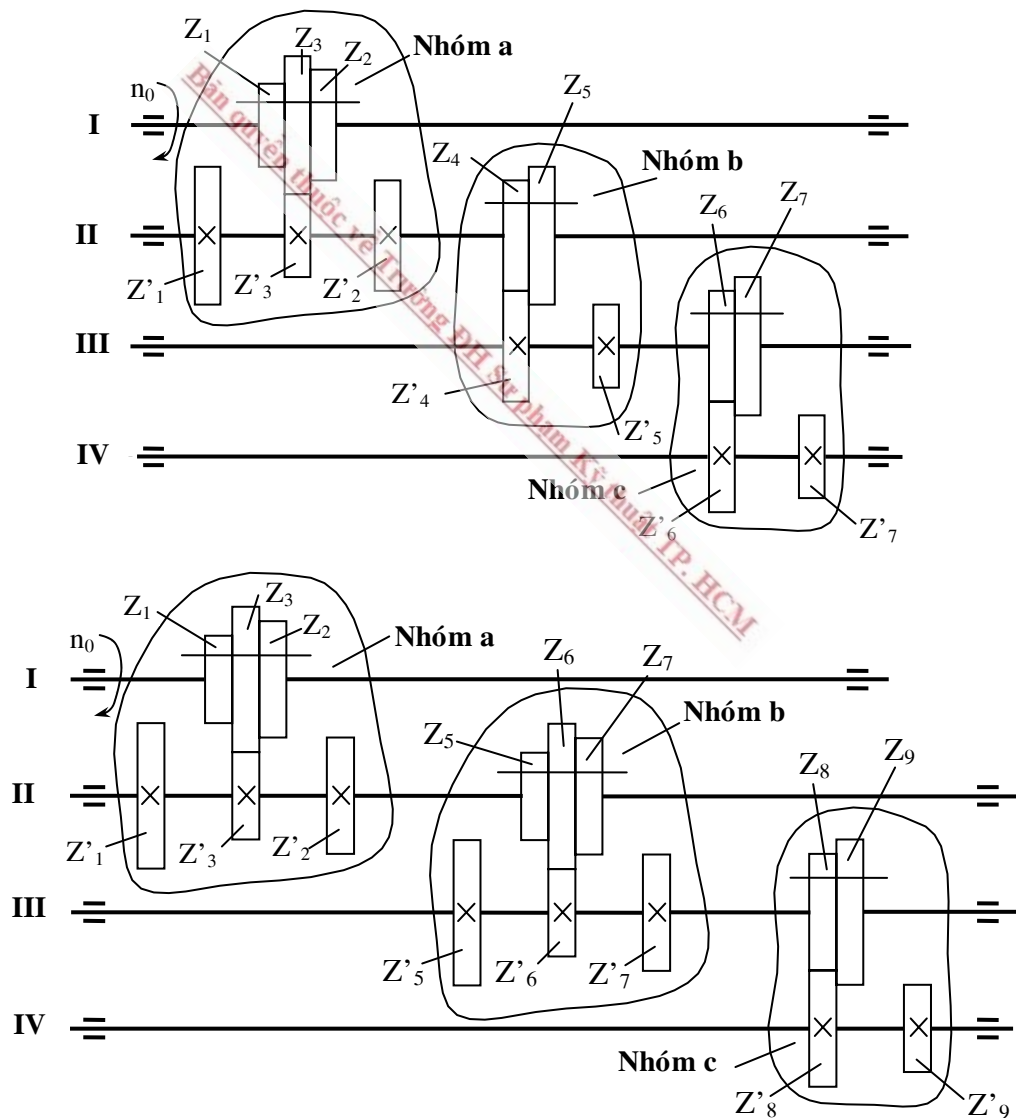 Z1
Z3
Z2
Nhóm a
n0
I
Z5
Z4
Nhóm b
Z6
Z7
II
Z'1
Z'3
Z'2
III
Z'4
Z'5
IV
Nhóm c
Z'6
Z'7
Bản quyền thuộc về Trường ĐH Sư phạm Kỹ thuật TP. HCM
Z1
Z3
Z2
Nhóm a
n0
I
Z6
Z7
Z5
Nhóm b
Z8
Z9
II
Z'1
Z'3
Z'2
III
Z'5
Z'6
Z'7
IV
Nhóm c
Z'8
Z'9